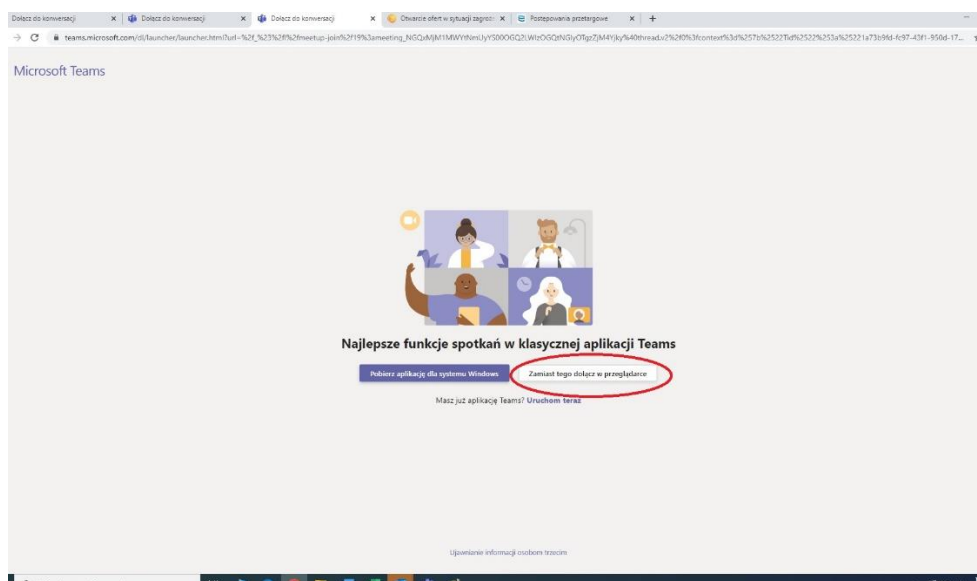 Dołącz do konwersacji
Dołącz do konwersacji
Dołącz do konwersacji
Otwarcie ofert w sytuacji zagroż
Postępowania przetargowe
Microsoft Teams
Najlepsze funkcje spotkań w klasycznej aplikacji Teams
Pobierz aplikację dla systemu Windows
Zamiast tego dołącz w przeglądarce
Masz już aplikację Teams? Uruchom teraz
Ujawnianie informacji osobom trzecim